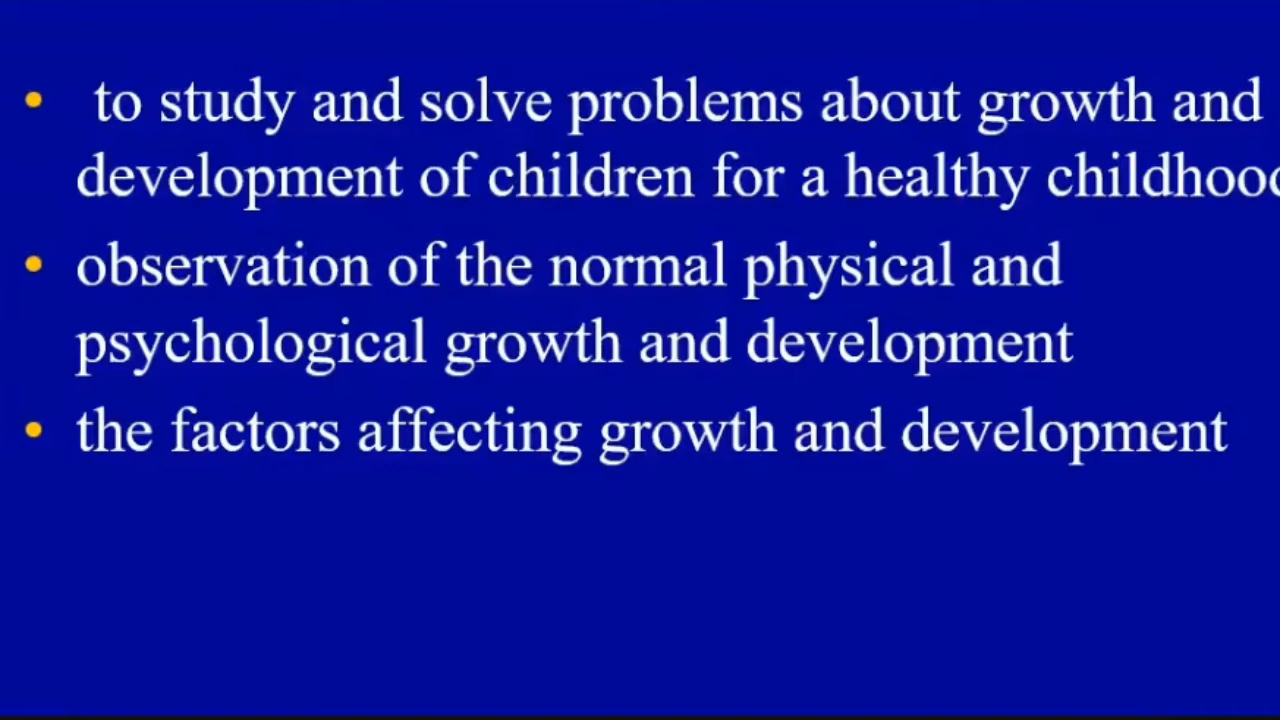 • to study and solve problems about growth and
development of children for a healthy childhood
• observation of the normal physical and
psychological growth and development
• the factors affecting growth and development